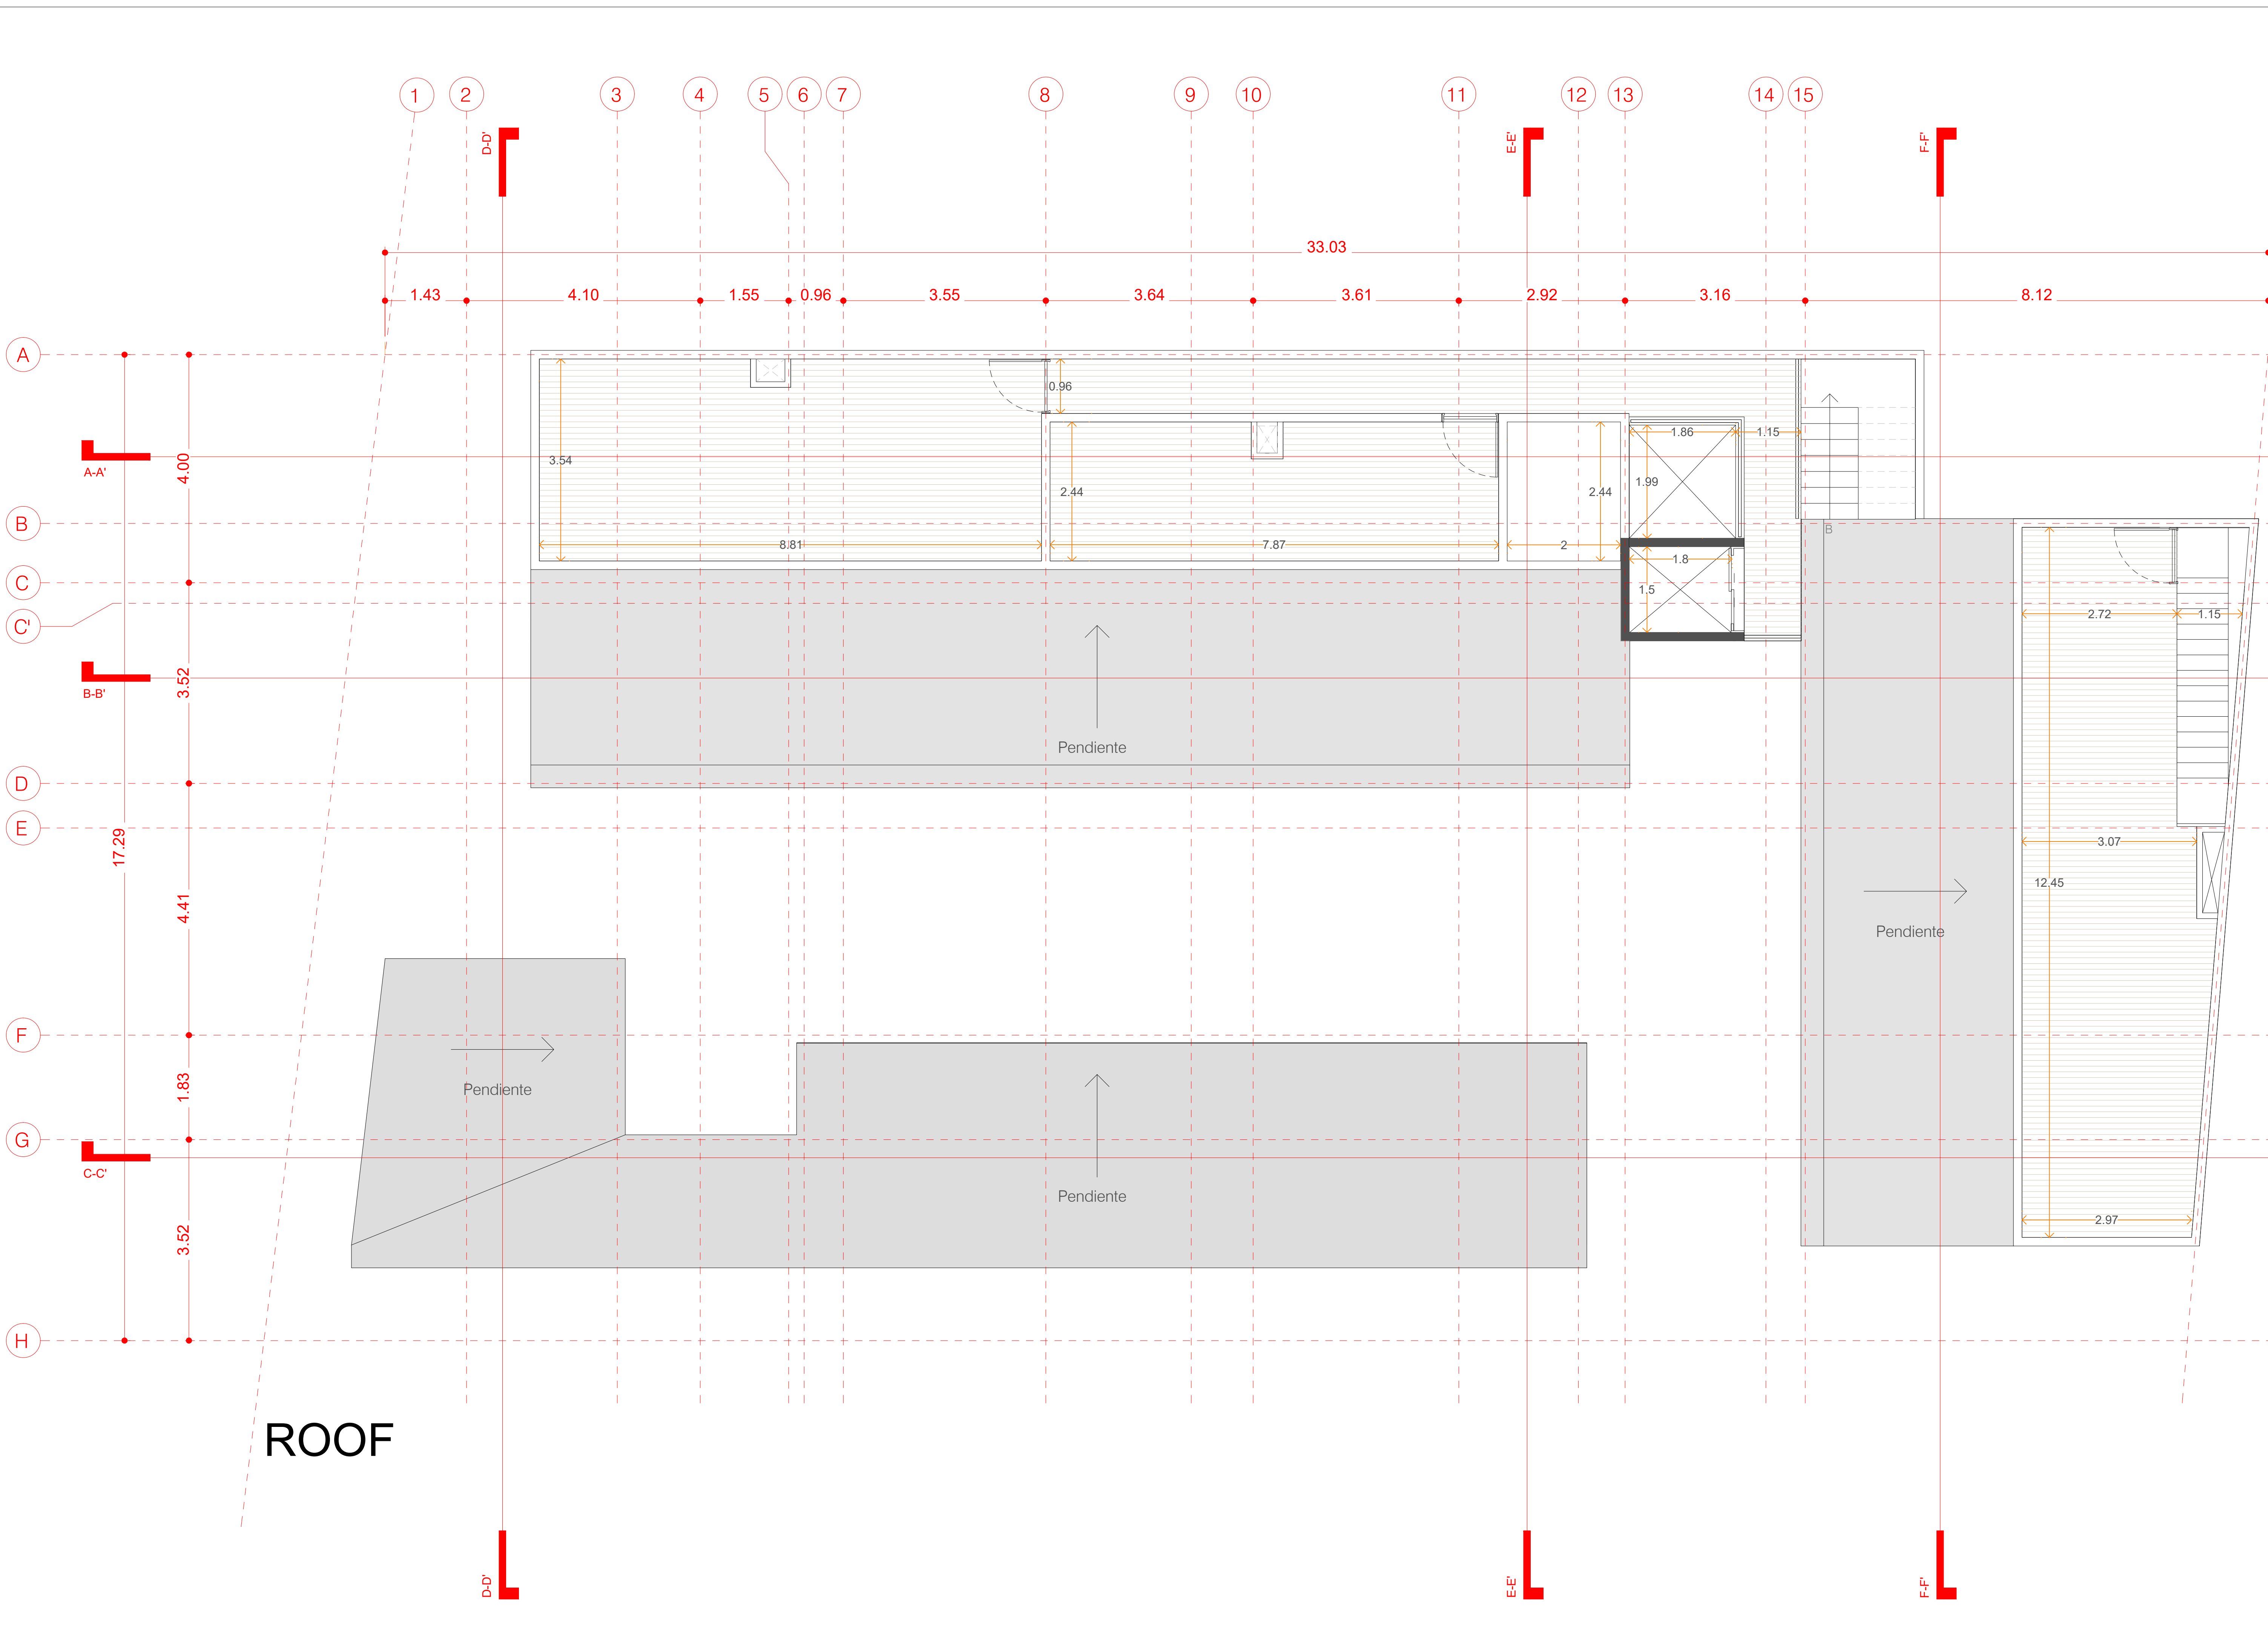 1 2 3 4 5 6 7 8 9 10 11 12 13 14 15
D-D' E-E' F-F'
33.03
1.43 4.10 1.55 0.96 3.55 3.64 3.61 2.92 3.16 8.12
A
0.96
1.86 1.15
A-A'
4.00
3.54
2.44
2.44
1.99
B
B
8.81 7.87 2
1.8
C
1.5
C'
2.72 1.15
B-B'
3.52
Pendiente
D
E
17.29
3.07
12.45
4.41
Pendiente
F
1.83
Pendiente
G
C-C'
Pendiente
2.97
3.52
H
ROOF
D-D' E-E' F-F'